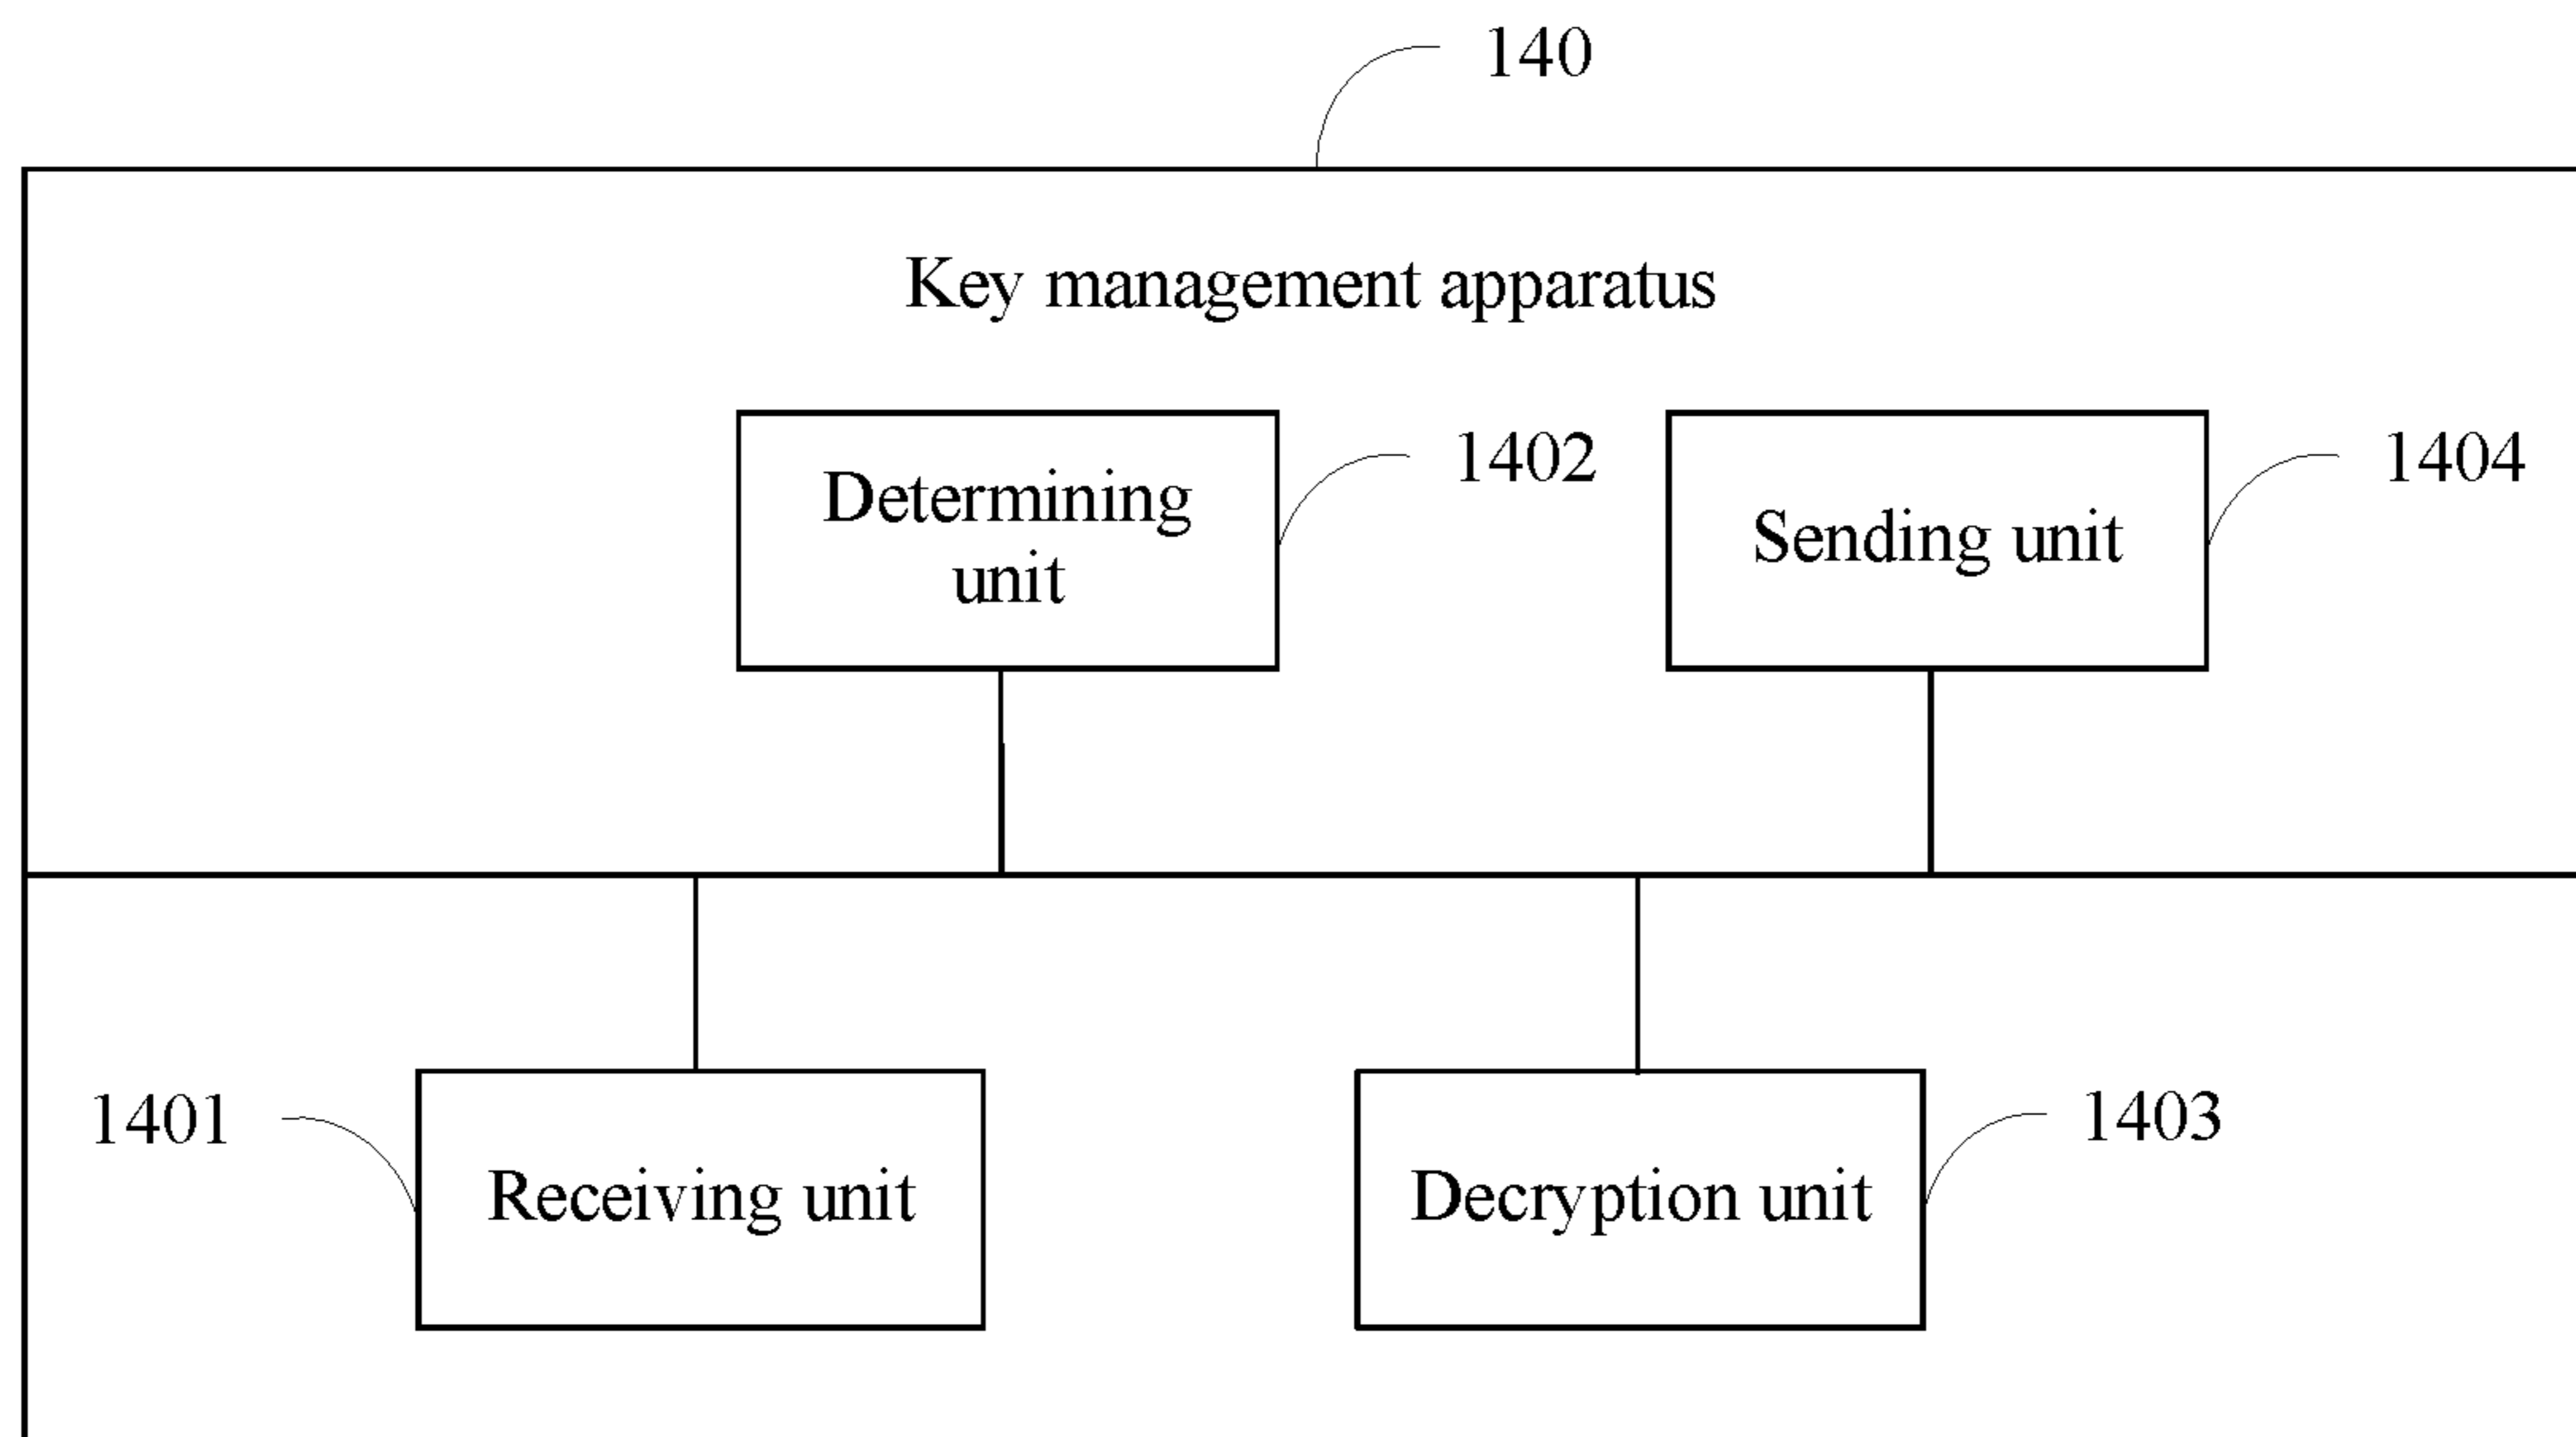 140
Key management apparatus
Determining
unit
1402
Sending unit
1404
1401
Receiving unit
Decryption unit
1403